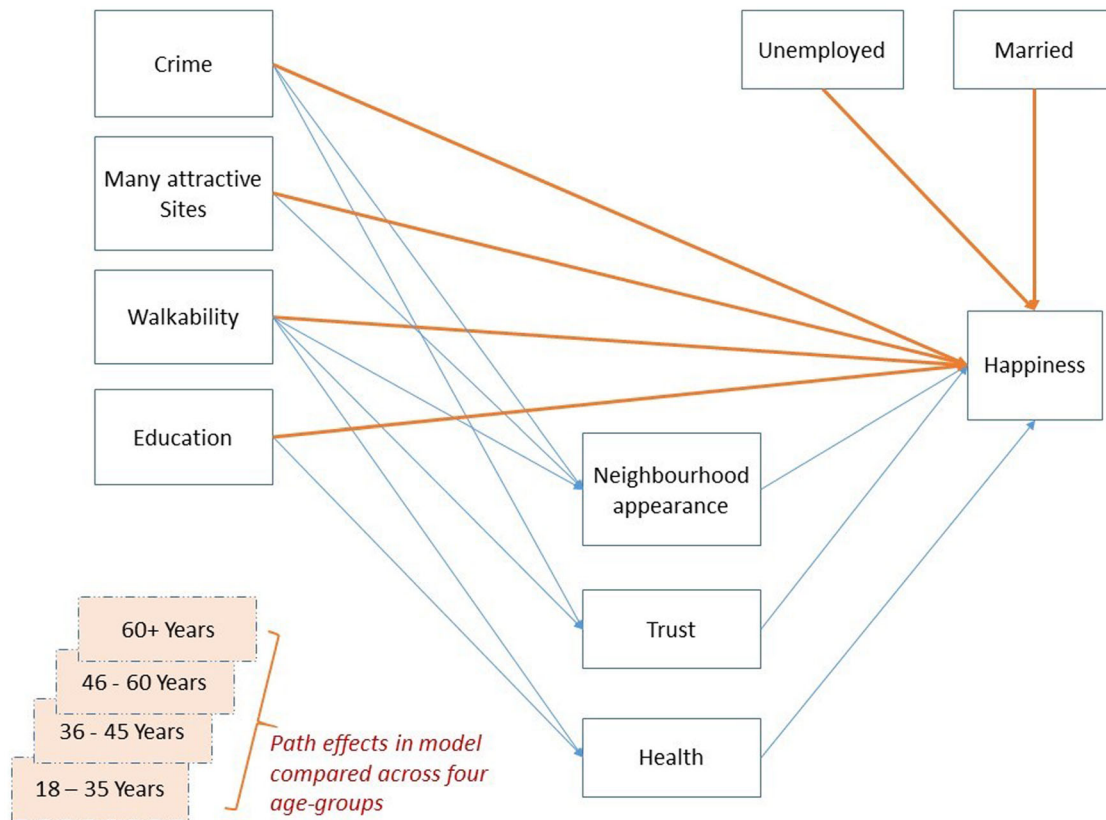 Crime
Unemployed
Married
Many attractive
Sites
Walkability
Happiness
Education
Neighbourhood
appearance
Trust
Health
60+ Years
46 - 60 Years
36 - 45 Years
18 – 35 Years
Path effects in model
compared across four
age-groups